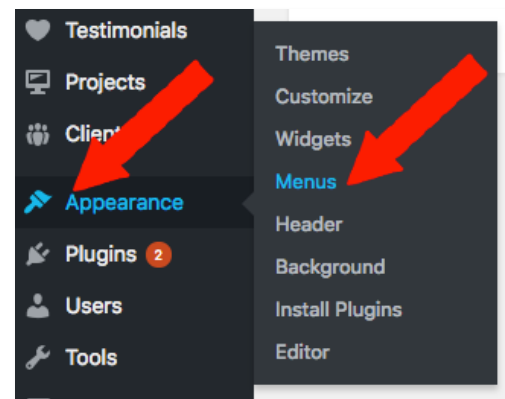 Testimonials
Projects
Appearance
Plugins 2
Users
Tools
Themes
Customize
Widgets
Menus
Header
Background
Install Plugins
Editor